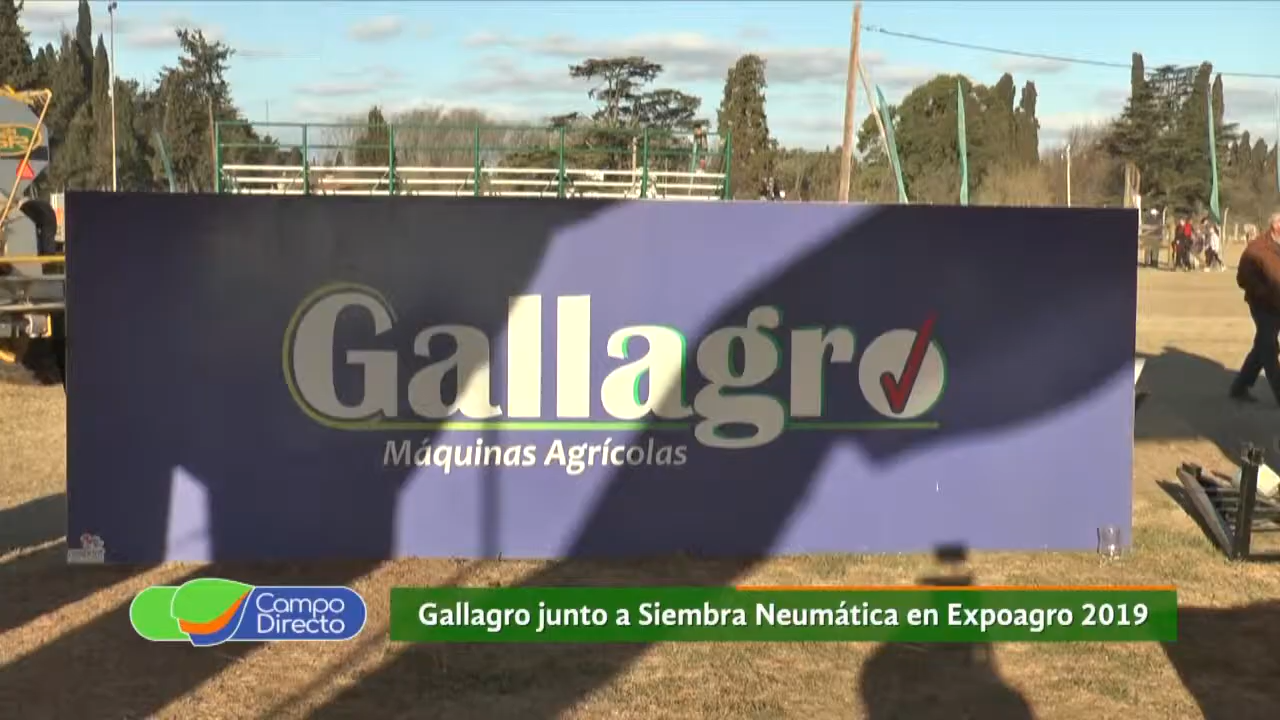 Gallagro
Máquinas Agrícolas
Campo
Directo
Gallagro junto a Siembra Neumática en Expoagro 2019